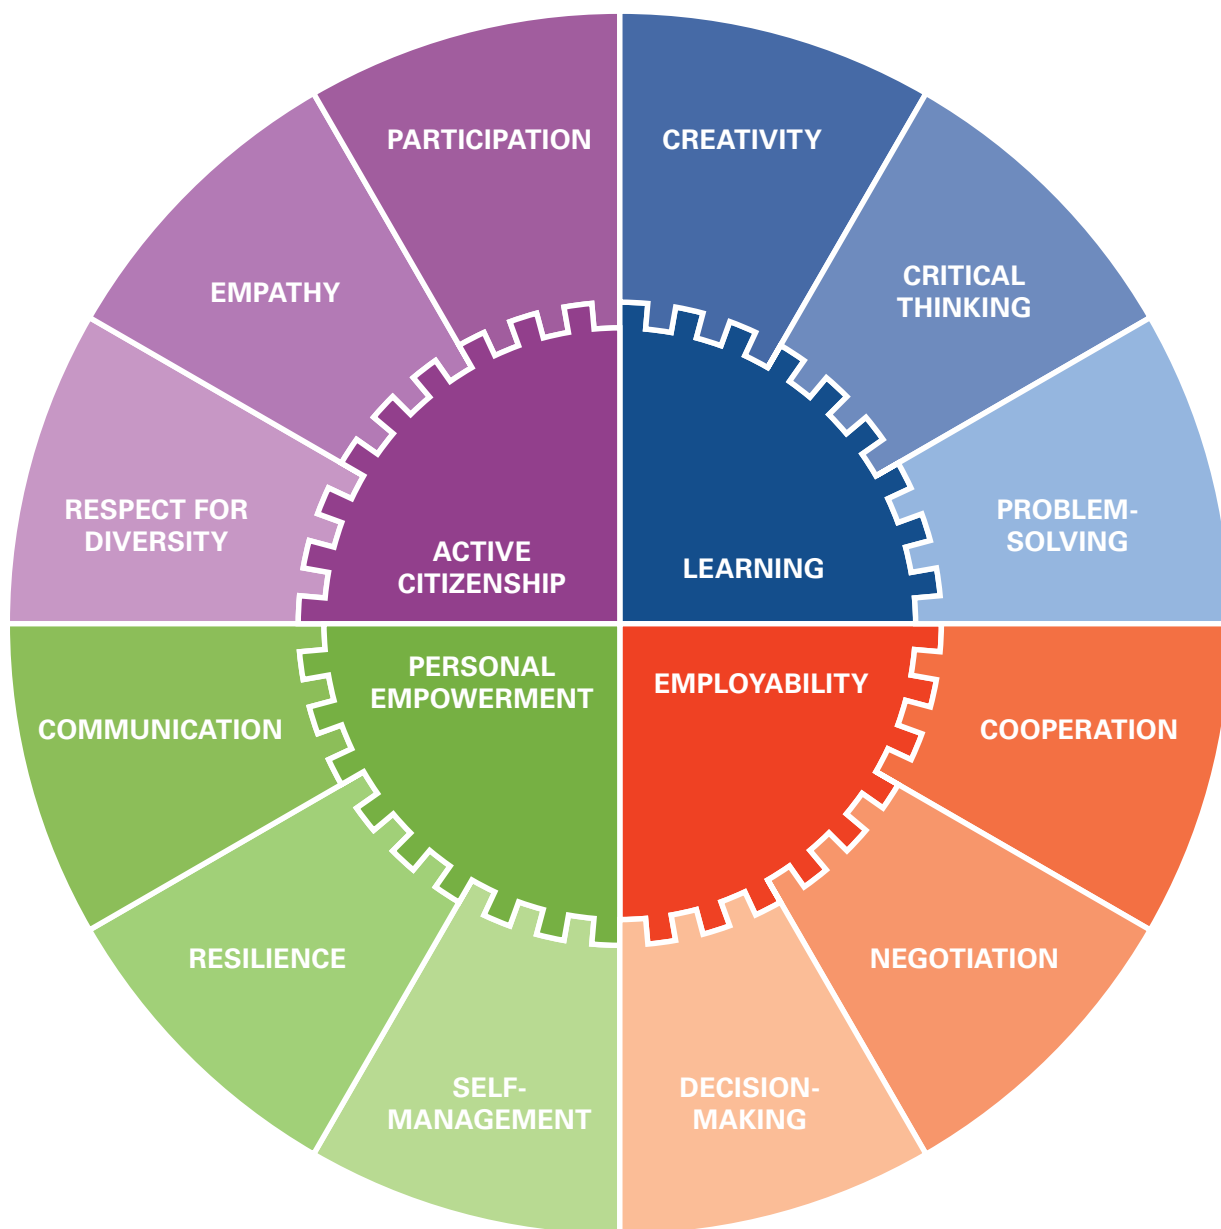 PARTICIPATION
CREATIVITY
EMPATHY
CRITICAL
THINKING
RESPECT FOR
DIVERSITY
PROBLEM-
SOLVING
ACTIVE
CITIZENSHIP
LEARNING
PERSONAL
EMPOWERMENT
EMPLOYABILITY
COMMUNICATION
COOPERATION
RESILIENCE
NEGOTIATION
SELF-
MANAGEMENT
DECISION-
MAKING